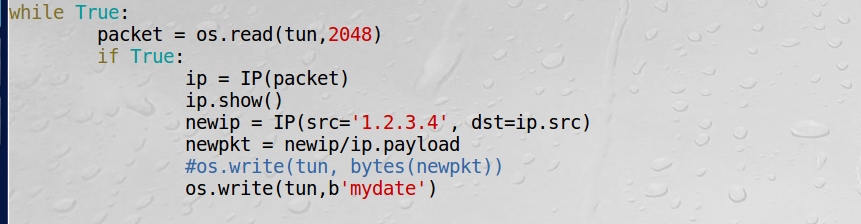 while True:
        packet = os.read(tun,2048)
        if True:
                ip = IP(packet)
                ip.show()
                newip = IP(src='1.2.3.4', dst=ip.src)
                newpkt = newip/ip.payload
                #os.write(tun, bytes(newpkt))
                os.write(tun,b'mydate')